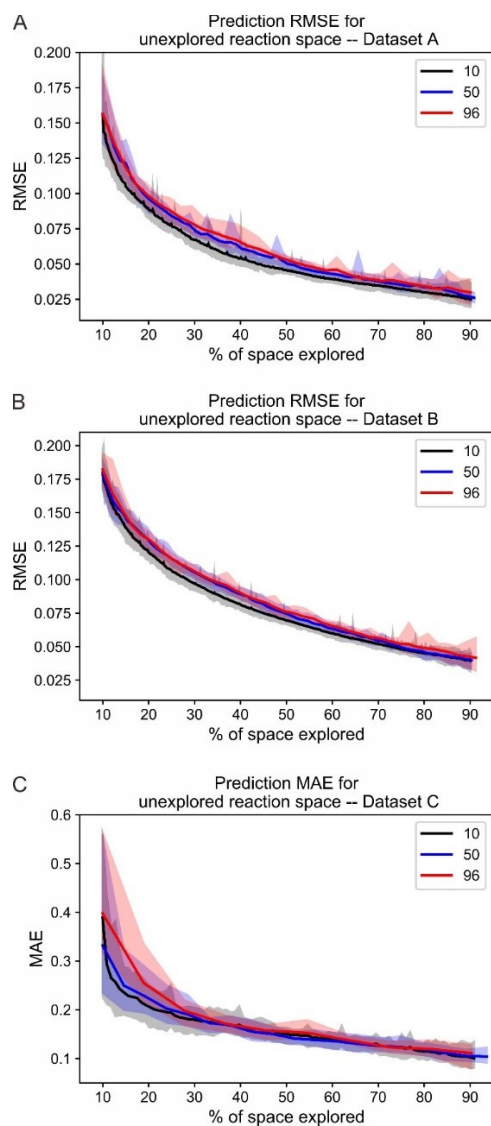 A
Prediction RMSE for
unexplored reaction space -- Dataset A
0.200
0.175
0.150
0.125
0.100
0.075
0.050
0.025
RMSE
10
50
96
10 20 30 40 50 60 70 80 90
% of space explored
B
Prediction RMSE for
unexplored reaction space -- Dataset B
0.200
0.175
0.150
0.125
0.100
0.075
0.050
0.025
RMSE
10
50
96
10 20 30 40 50 60 70 80 90
% of space explored
C
Prediction MAE for
unexplored reaction space -- Dataset C
0.6
0.5
0.4
0.3
0.2
0.1
MAE
10
50
96
10 20 30 40 50 60 70 80 90
% of space explored